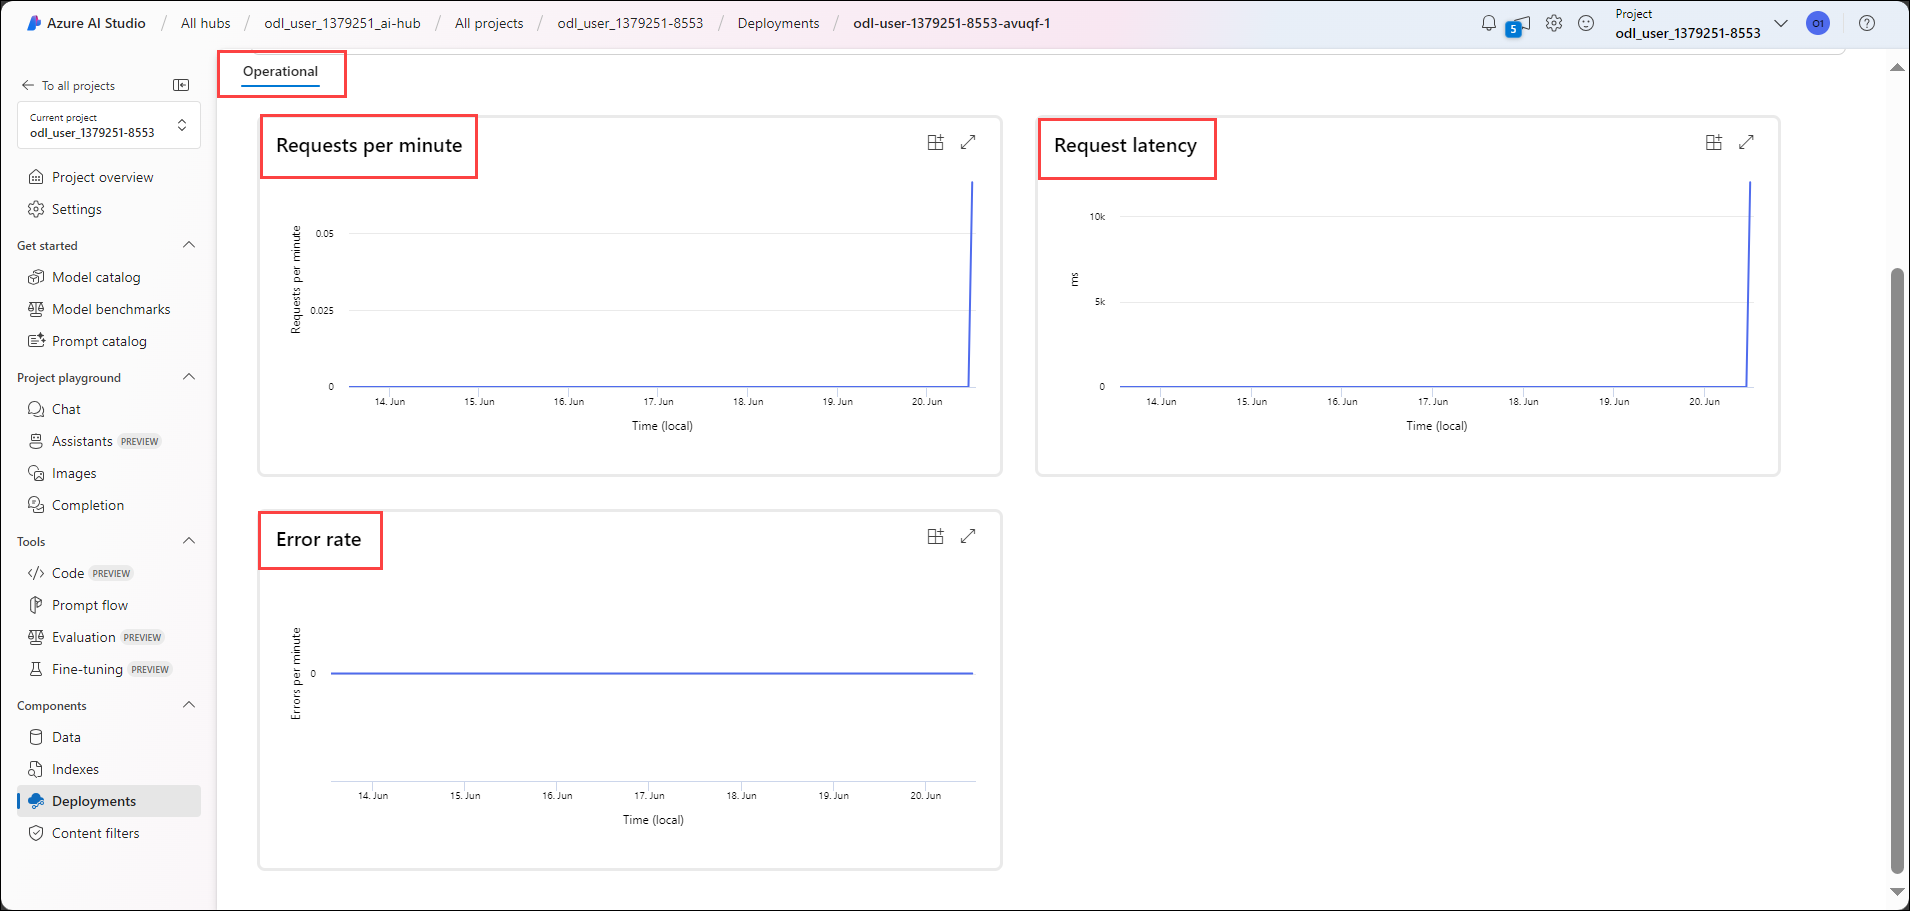 Azure AI Studio / All hubs / odl_user_1379251_ai-hub / All projects / odl_user_1379251-8553 / Deployments / odl-user-1379251-8553-avuqf-1
5
Project
odl_user_1379251-8553
O1
To all projects
Current project
odl_user_1379251-8553
Project overview
Settings
Get started
Model catalog
Model benchmarks
Prompt catalog
Project playground
Chat
Assistants PREVIEW
Images
Completion
Tools
Code PREVIEW
Prompt flow
Evaluation PREVIEW
Fine-tuning PREVIEW
Components
Data
Indexes
Deployments
Content filters
Operational
Requests per minute
Requests per minute
0.05
0.025
0
14. Jun 15. Jun 16. Jun 17. Jun 18. Jun 19. Jun 20. Jun
Time (local)
Request latency
ms
10k
5k
0
14. Jun 15. Jun 16. Jun 17. Jun 18. Jun 19. Jun 20. Jun
Time (local)
Error rate
Errors per minute
0
14. Jun 15. Jun 16. Jun 17. Jun 18. Jun 19. Jun 20. Jun
Time (local)